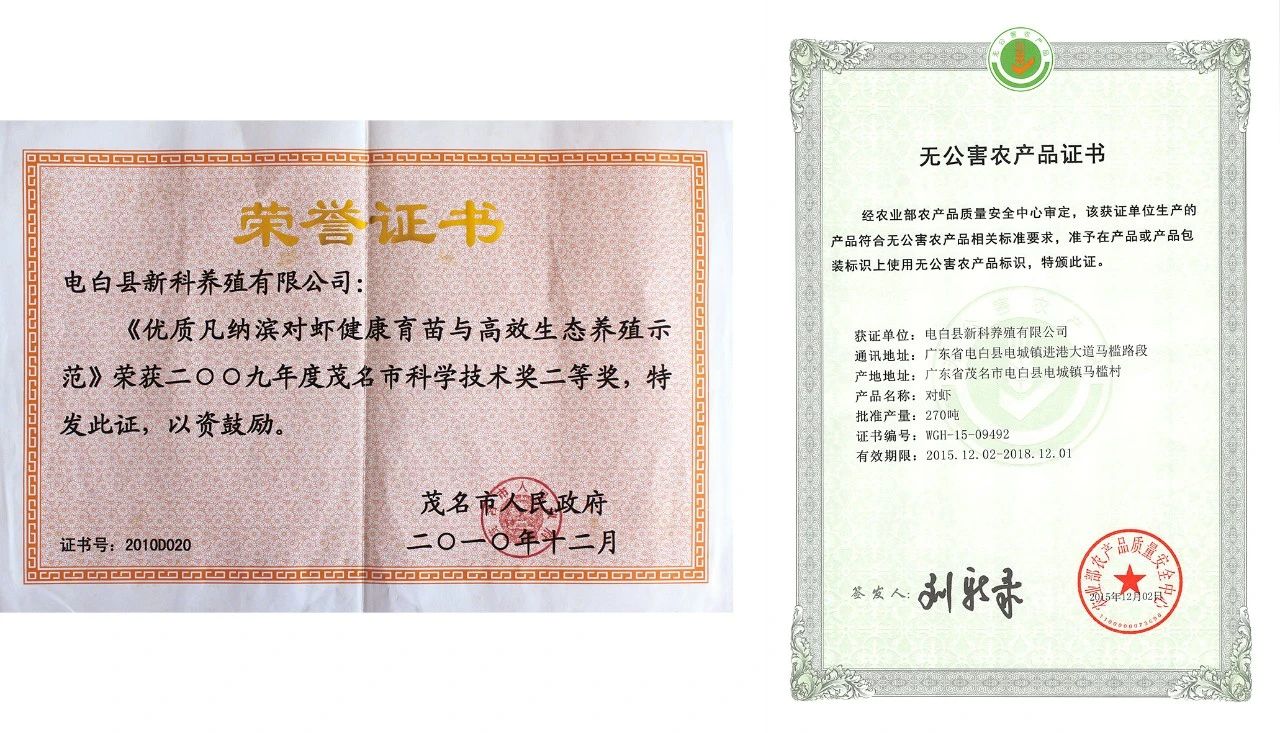 荣誉证书
电白县新科养殖有限公司：
《优质凡纳滨对虾健康育苗与高效生态养殖示
范》荣获二〇〇九年度茂名市科学技术奖二等奖，特
发此证，以资鼓励。
茂名市人民政府
二〇一〇年十二月
证书号：2010D020
无公害农产品
无公害农产品证书
经农业部农产品质量安全中心审定，该获证单位生产的
产品符合无公害农产品相关标准要求，准予在产品或产品包
装标识上使用无公害农产品标识，特颁此证。
获证单位：电白县新科养殖有限公司
通讯地址：广东省电白县电城镇进港大道马槛路段
产地地址：广东省茂名市电白县电城镇马槛村
产品名称：对虾
批准产量：270吨
证书编号：WGH-15-09492
有效期限：2015.12.02-2018.12.01
签发人：
农业部农产品质量安全中心
2015年12月02日